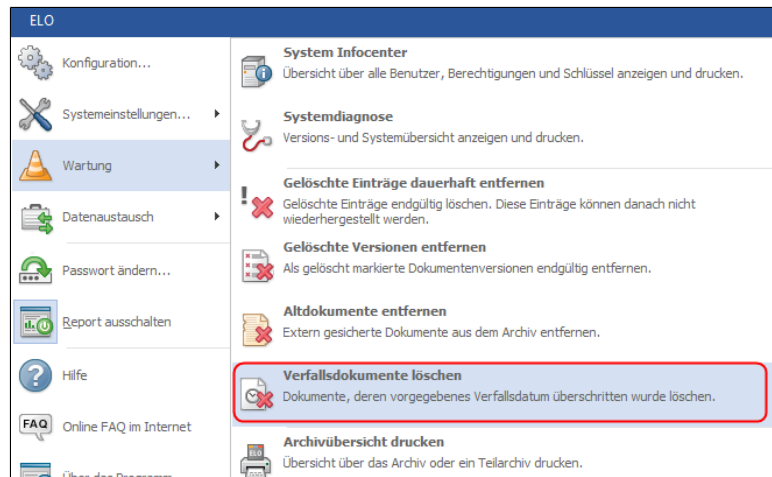 ELO
Konfiguration...
Systemeinstellungen...
Wartung
Datenaustausch
Passwort ändern...
Report ausschalten
Hilfe
FAQ
Online FAQ im Internet
Über das Programm
System Infocenter
Übersicht über alle Benutzer, Berechtigungen und Schlüssel anzeigen und drucken.
Systemdiagnose
Versions- und Systemübersicht anzeigen und drucken.
Gelöschte Einträge dauerhaft entfernen
Gelöschte Einträge endgültig löschen. Diese Einträge können danach nicht
wiederhergestellt werden.
Gelöschte Versionen entfernen
Als gelöscht markierte Dokumentenversionen endgültig entfernen.
Altdokumente entfernen
Extern gesicherte Dokumente aus dem Archiv entfernen.
Verfallsdokumente löschen
Dokumente, deren vorgegebenes Verfallsdatum überschritten wurde löschen.
ELO
Archivübersicht drucken
Übersicht über das Archiv oder ein Teilarchiv drucken.